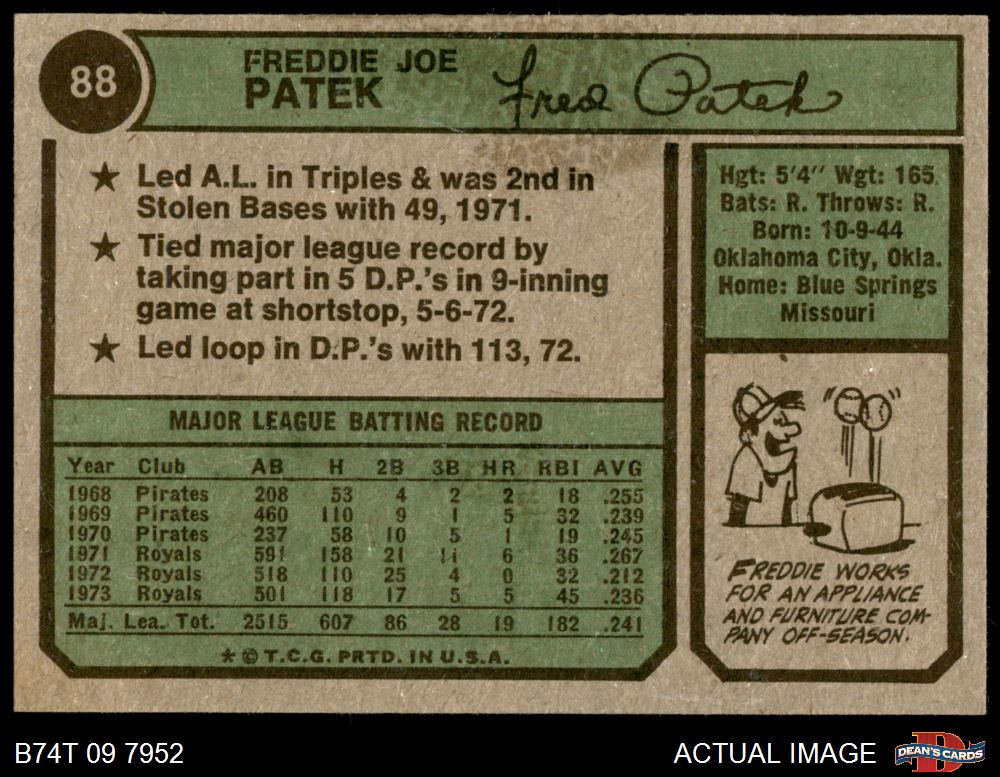 88
FREDDIE JOE
PATEK
Fred Patek
★ Led A.L. in Triples & was 2nd in
Stolen Bases with 49, 1971.
★ Tied major league record by
taking part in 5 D.P.'s in 9-inning
game at shortstop, 5-6-72.
★ Led loop in D.P.'s with 113, 72.
Hgt: 5'4" Wgt: 165.
Bats: R. Throws: R.
Born: 10-9-44
Oklahoma City, Okla.
Home: Blue Springs
Missouri
MAJOR LEAGUE BATTING RECORD
Year Club AB H 2B 3B HR RBI AVG
1968 Pirates 208 53 4 2 2 18 .255
1969 Pirates 460 110 9 1 5 32 .239
1970 Pirates 237 58 10 5 1 19 .245
1971 Royals 591 158 21 11 6 36 .267
1972 Royals 518 110 25 4 0 32 .212
1973 Royals 501 118 17 5 5 45 .236
Maj. Lea. Tot. 2515 607 86 28 19 182 .241
* © T.C.G. PRTD. IN U.S.A.
FREDDIE WORKS
FOR AN APPLIANCE
AND FURNITURE COM-
PANY OFF-SEASON.
B74T 09 7952
ACTUAL IMAGE
DEAN'S CARDS